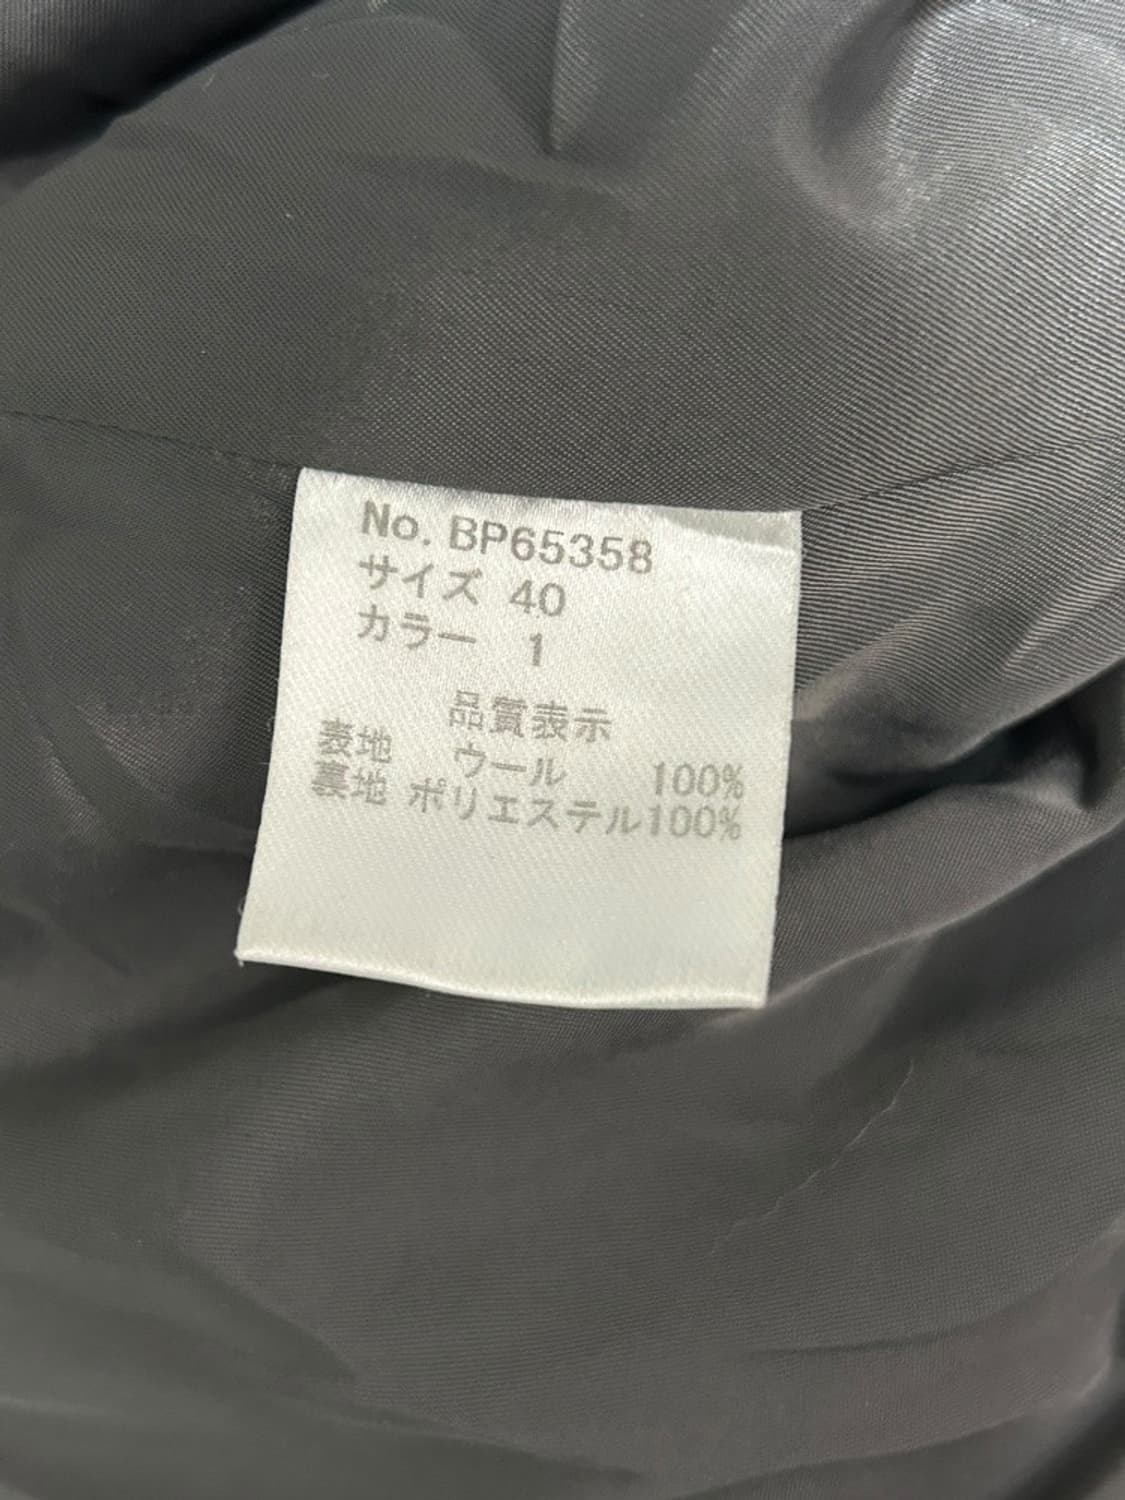 No. BP65358
サイズ 40
カラー 1
品質表示
表地 ウール 100%
裏地 ポリエステル100%